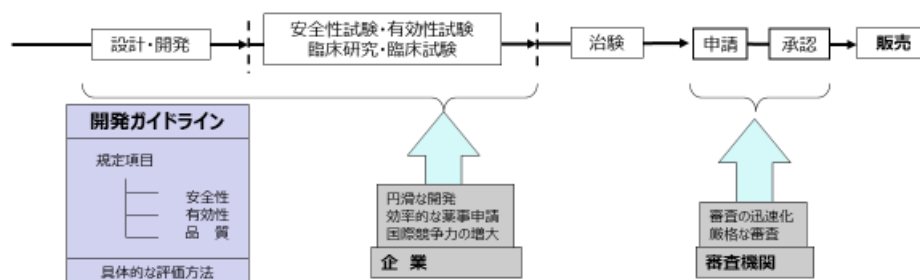 設計・開発
安全性試験・有効性試験
臨床研究・臨床試験
治験
申請
承認
販売
開発ガイドライン
規定項目
安全性
有効性
品 質
具体的な評価方法
円滑な開発
効率的な薬事申請
国際競争力の増大
企 業
審査の迅速化
厳格な審査
審査機関